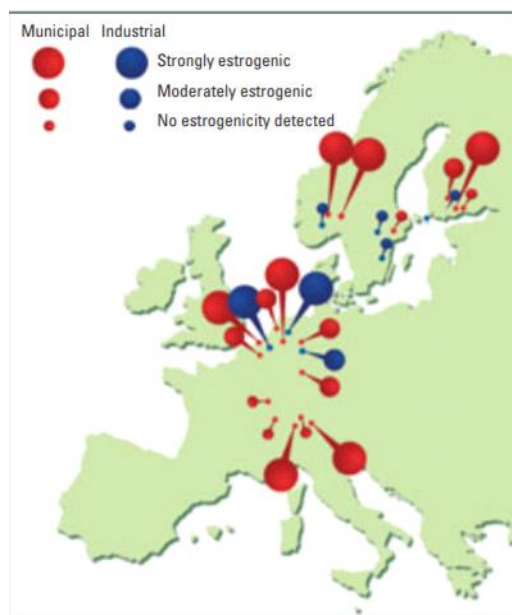 Municipal Industrial
Strongly estrogenic
Moderately estrogenic
No estrogenicity detected